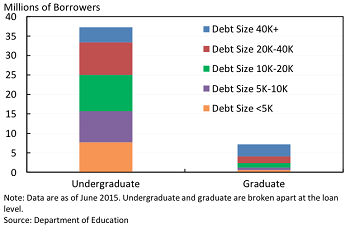 Millions of Borrowers
40
35
30
25
20
15
10
5
0
Debt Size 40K+
Debt Size 20K-40K
Debt Size 10K-20K
Debt Size 5K-10K
Debt Size <5K
Undergraduate
Graduate
Note: Data are as of June 2015. Undergraduate and graduate are broken apart at the loan
level.
Source: Department of Education